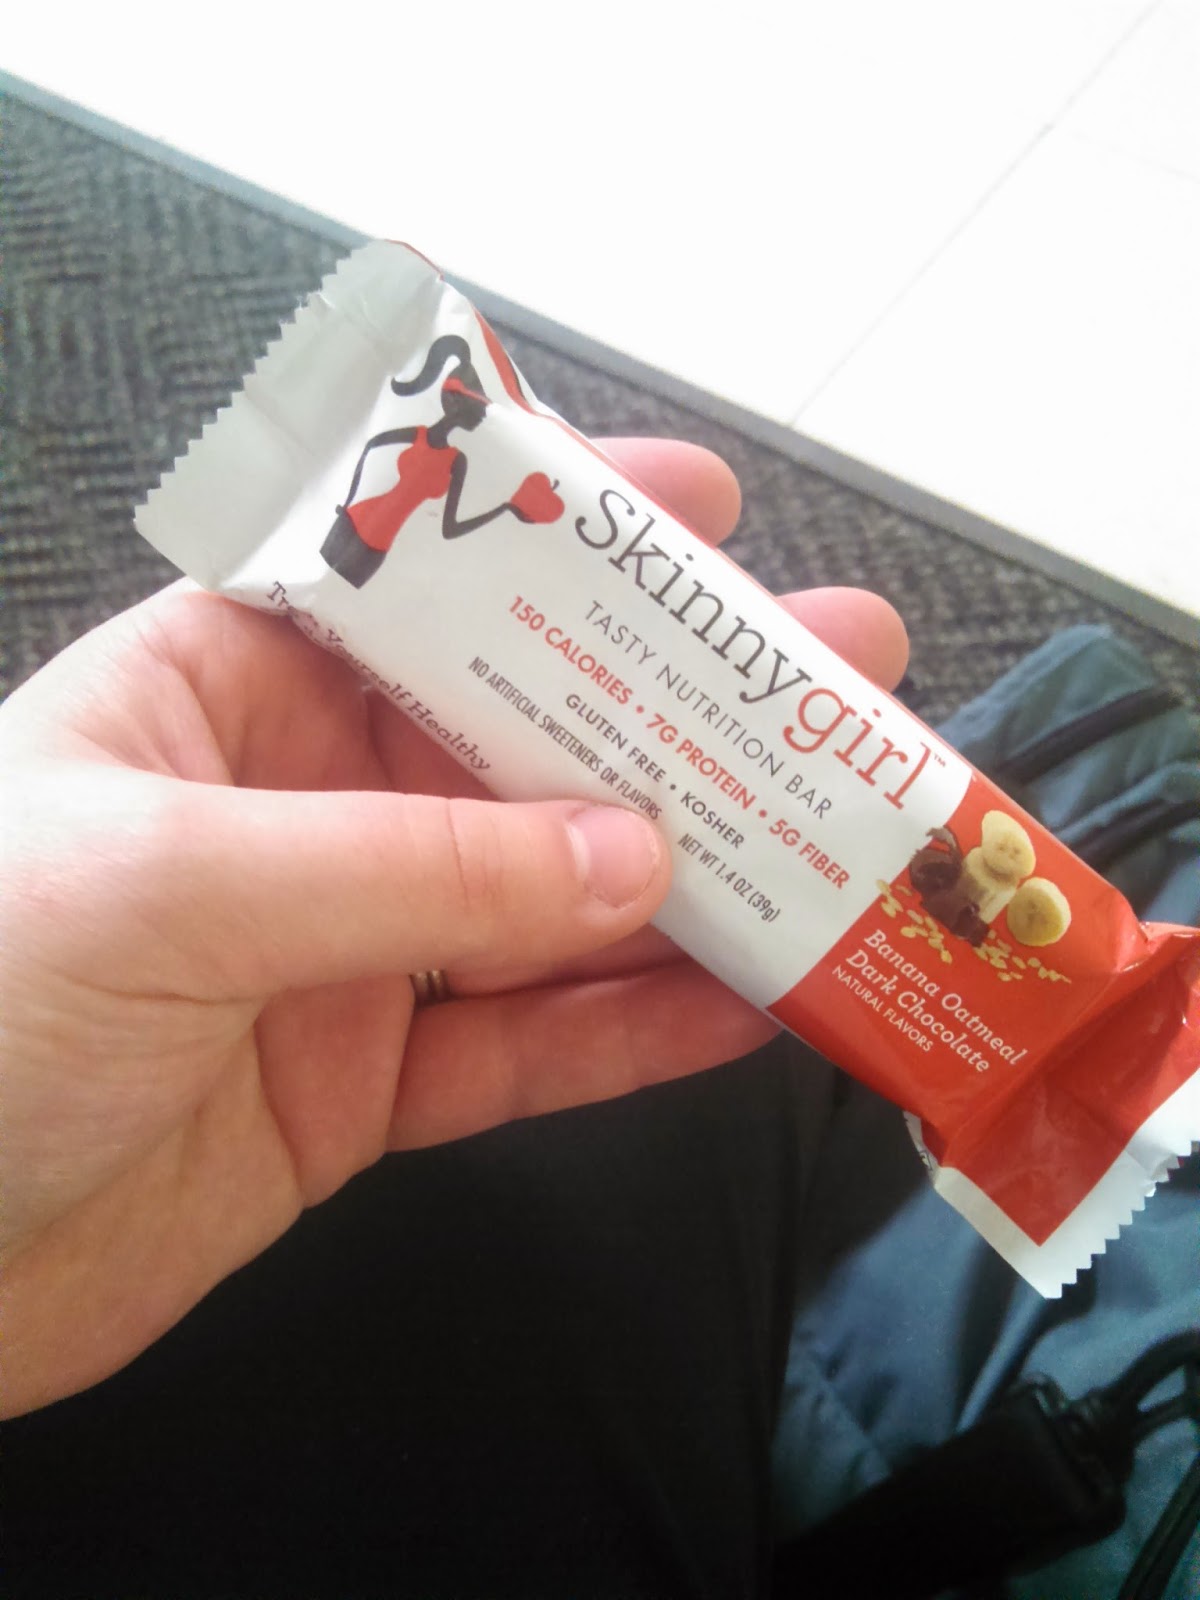 Skinnygirl™
TASTY NUTRITION BAR
150 CALORIES • 7G PROTEIN • 5G FIBER
GLUTEN FREE • KOSHER
NO ARTIFICIAL SWEETENERS OR FLAVORS
NET WT 1.4 OZ (39g)
Yourself Healthy
Banana Oatmeal
Dark Chocolate
NATURAL FLAVORS